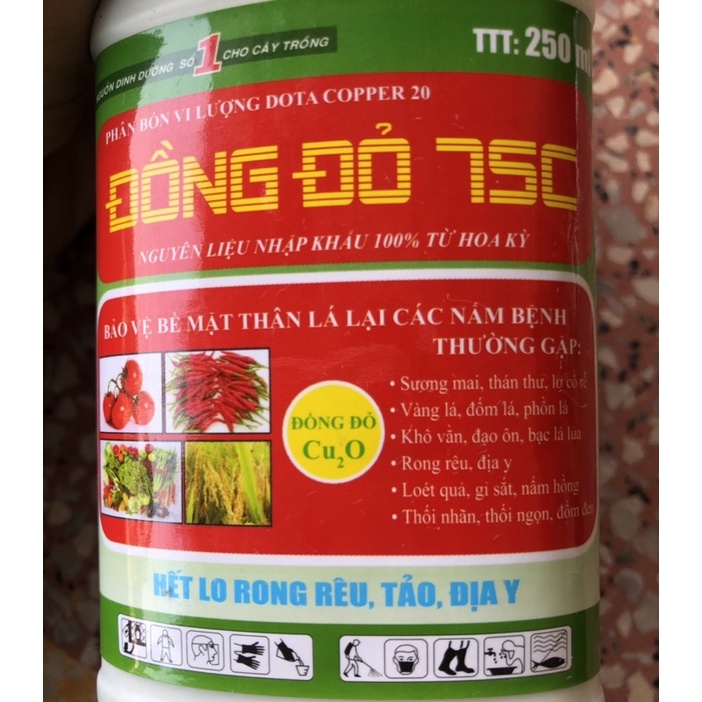 NGUỒN DINH DƯỠNG SỐ 1 CHO CÂY TRỒNG
TTT: 250 ml
PHÂN BÓN VI LƯỢNG DOTA COPPER 20
ĐỒNG ĐỎ 75C
NGUYÊN LIỆU NHẬP KHẨU 100% TỪ HOA KỲ
BẢO VỆ BỀ MẶT THÂN LÁ LẠI CÁC NẤM BỆNH
THƯỜNG GẶP:
• Sương mai, thán thư, lở cổ rễ
• Vàng lá, đốm lá, phồn lá
• Khô vằn, đạo ôn, bạc lá lúa
• Rong rêu, địa y
• Loét quả, gỉ sắt, nấm hồng
• Thối nhãn, thối ngọn, đốm đen
ĐỒNG ĐỎ
Cu₂O
HẾT LO RONG RÊU, TẢO, ĐỊA Y